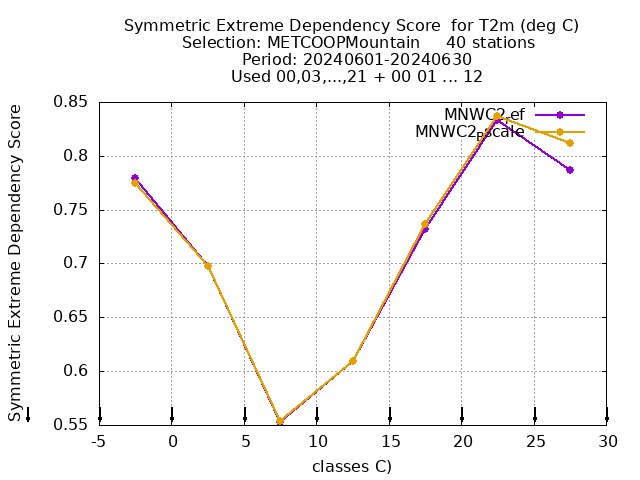 Symmetric Extreme Dependency Score  for T2m (deg C)
Selection: METCOOPMountain     40 stations
Period: 20240601-20240630
Used 00,03,...,21 + 00 01 ... 12
Symmetric Extreme Dependency Score
0.85
0.8
0.75
0.7
0.65
0.6
0.55
-5 0 5 10 15 20 25 30
classes C)